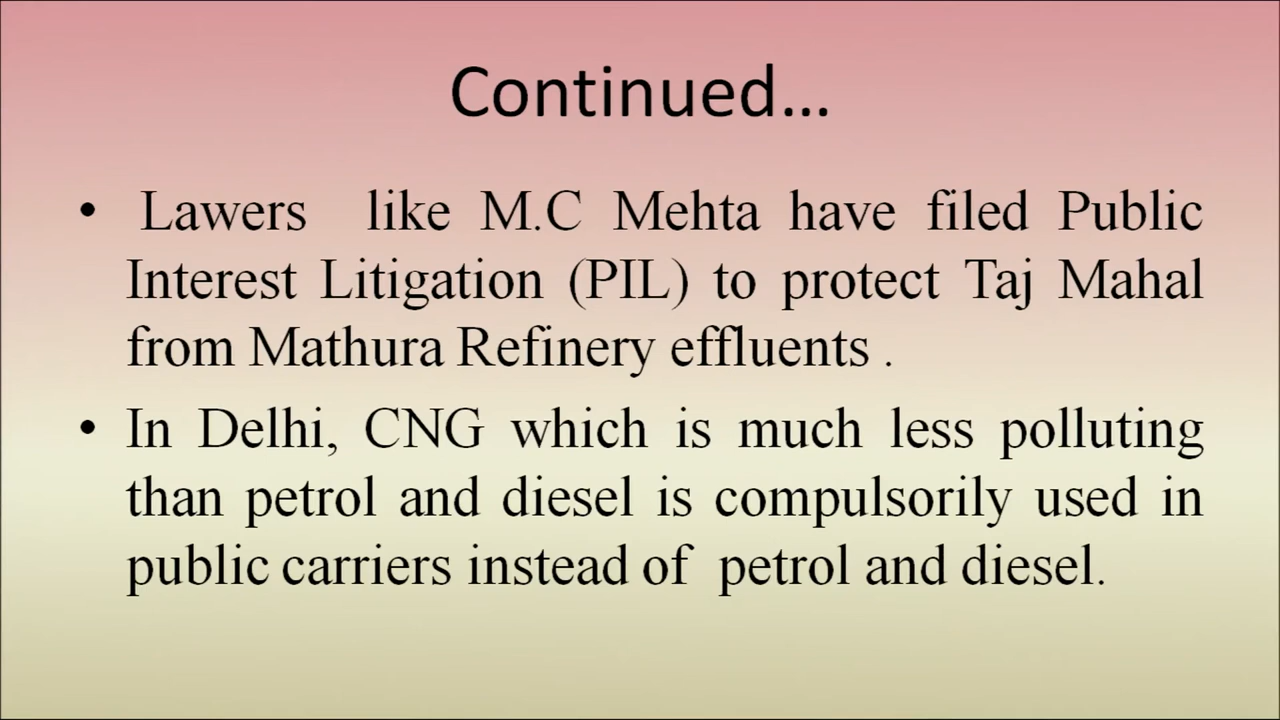 Continued...
• Lawers like M.C Mehta have filed Public
Interest Litigation (PIL) to protect Taj Mahal
from Mathura Refinery effluents .
• In Delhi, CNG which is much less polluting
than petrol and diesel is compulsorily used in
public carriers instead of petrol and diesel.